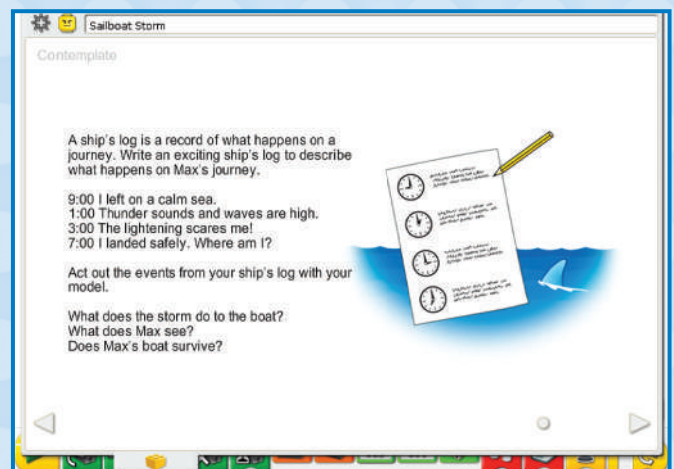 Sailboat Storm
Contemplate
A ship's log is a record of what happens on a
journey. Write an exciting ship's log to describe
what happens on Max's journey.
9:00 I left on a calm sea.
1:00 Thunder sounds and waves are high.
3:00 The lightening scares me!
7:00 I landed safely. Where am I?
Act out the events from your ship's log with your
model.
What does the storm do to the boat?
What does Max see?
Does Max's boat survive?